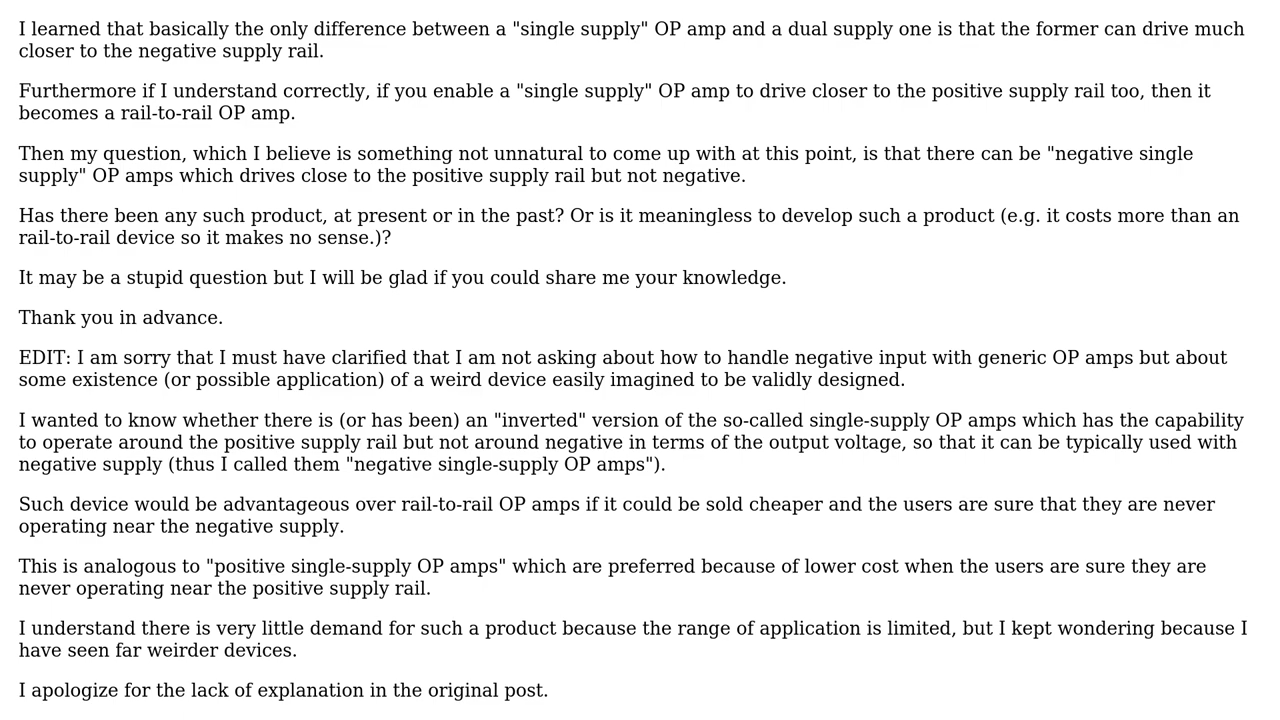 I learned that basically the only difference between a "single supply" OP amp and a dual supply one is that the former can drive much
closer to the negative supply rail.
Furthermore if I understand correctly, if you enable a "single supply" OP amp to drive closer to the positive supply rail too, then it
becomes a rail-to-rail OP amp.
Then my question, which I believe is something not unnatural to come up with at this point, is that there can be "negative single
supply" OP amps which drives close to the positive supply rail but not negative.
Has there been any such product, at present or in the past? Or is it meaningless to develop such a product (e.g. it costs more than an
rail-to-rail device so it makes no sense.)?
It may be a stupid question but I will be glad if you could share me your knowledge.
Thank you in advance.
EDIT: I am sorry that I must have clarified that I am not asking about how to handle negative input with generic OP amps but about
some existence (or possible application) of a weird device easily imagined to be validly designed.
I wanted to know whether there is (or has been) an "inverted" version of the so-called single-supply OP amps which has the capability
to operate around the positive supply rail but not around negative in terms of the output voltage, so that it can be typically used with
negative supply (thus I called them "negative single-supply OP amps").
Such device would be advantageous over rail-to-rail OP amps if it could be sold cheaper and the users are sure that they are never
operating near the negative supply.
This is analogous to "positive single-supply OP amps" which are preferred because of lower cost when the users are sure they are
never operating near the positive supply rail.
I understand there is very little demand for such a product because the range of application is limited, but I kept wondering because I
have seen far weirder devices.
I apologize for the lack of explanation in the original post.